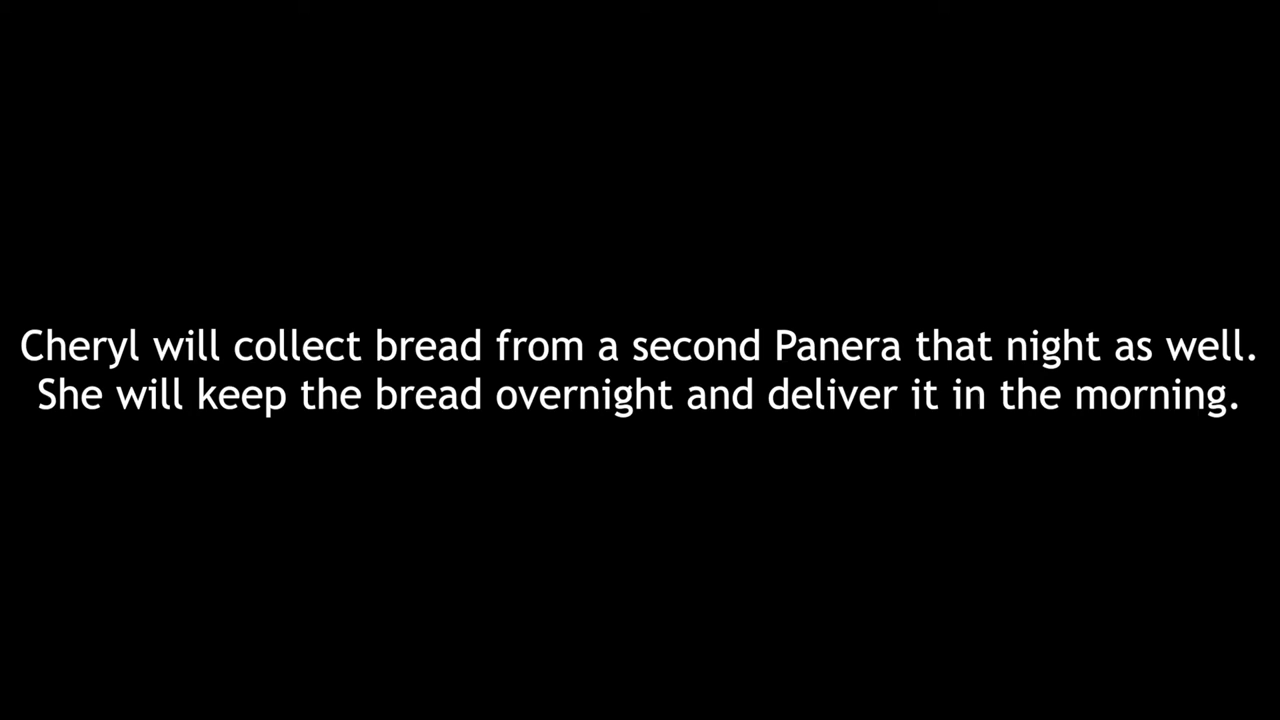 Cheryl will collect bread from a second Panera that night as well.
She will keep the bread overnight and deliver it in the morning.